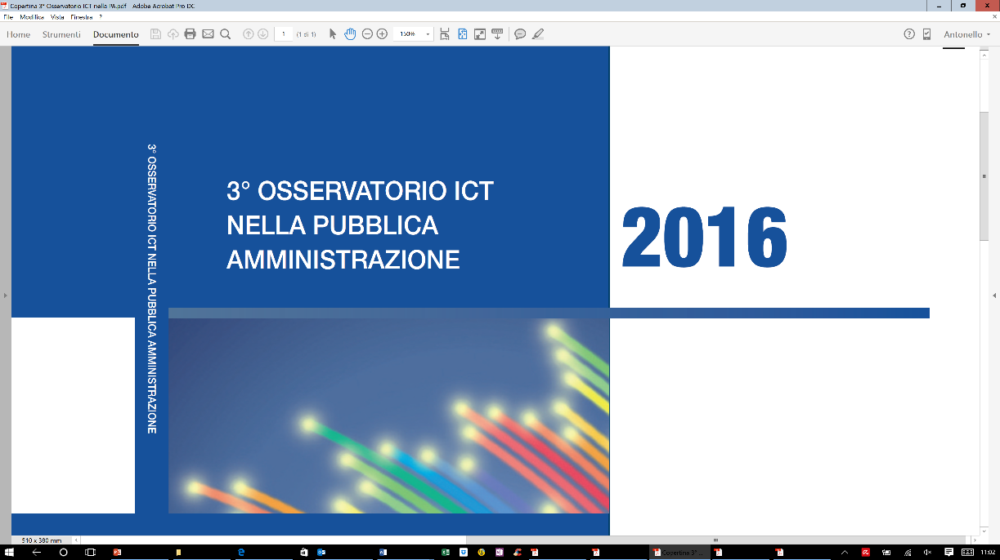 Copertina 3° Osservatorio ICT nella PA.pdf - Adobe Acrobat Pro DC
File Modifica Vista Finestra ?
Home Strumenti Documento 1 (1 di 1) 150% Antonello
3° OSSERVATORIO ICT NELLA PUBBLICA AMMINISTRAZIONE
3° OSSERVATORIO ICT
NELLA PUBBLICA
AMMINISTRAZIONE
2016
510 x 380 mm
Copertina 3° ...
11:02